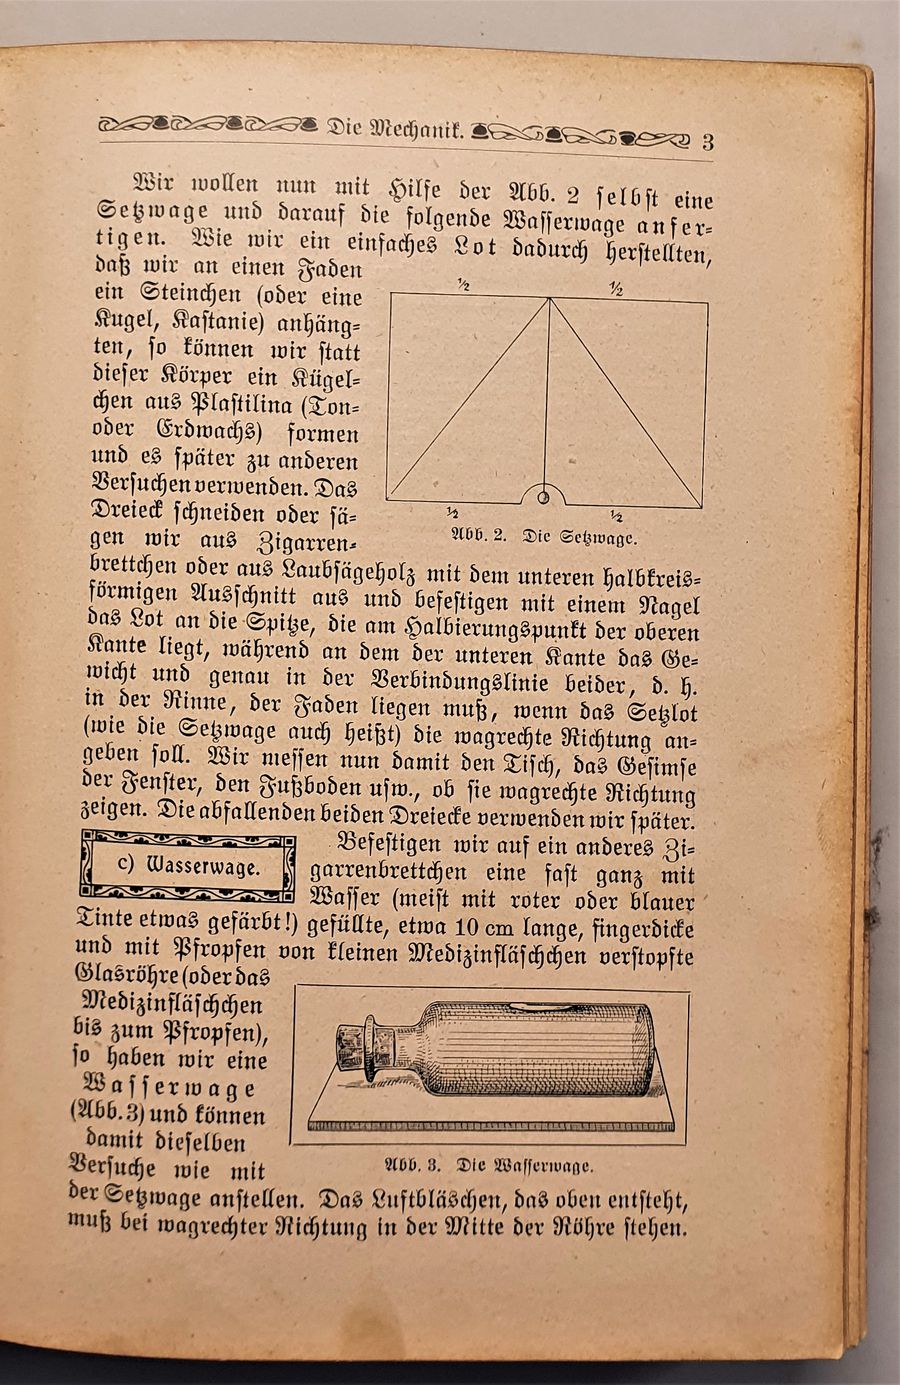 Die Mechanik. 3
Wir wollen nun mit Hilfe der Abb. 2 selbst eine
Setzwage und darauf die folgende Wasserwage anfer-
tigen. Wie wir ein einfaches Lot dadurch herstellten,
daß wir an einen Faden
ein Steinchen (oder eine
Kugel, Kastanie) anhäng-
ten, so können wir statt
dieser Körper ein Kügel-
chen aus Plastilina (Ton-
oder Erdwachs) formen
und es später zu anderen
Versuchen verwenden. Das
Dreieck schneiden oder sä-
gen wir aus Zigarren-
½ ½
½ ½
Abb. 2. Die Setzwage.
brettchen oder aus Laubsägeholz mit dem unteren halbkreis-
förmigen Ausschnitt aus und befestigen mit einem Nagel
das Lot an die Spitze, die am Halbierungspunkt der oberen
Kante liegt, während an dem der unteren Kante das Ge-
wicht und genau in der Verbindungslinie beider, d. h.
in der Rinne, der Faden liegen muß, wenn das Setzlot
(wie die Setzwage auch heißt) die wagrechte Richtung an-
geben soll. Wir messen nun damit den Tisch, das Gesimse
der Fenster, den Fußboden usw., ob sie wagrechte Richtung
zeigen. Die abfallenden beiden Dreiecke verwenden wir später.
c) Wasserwage.
Befestigen wir auf ein anderes Zi-
garrenbrettchen eine fast ganz mit
Wasser (meist mit roter oder blauer
Tinte etwas gefärbt!) gefüllte, etwa 10 cm lange, fingerdicke
und mit Pfropfen von kleinen Medizinfläschchen verstopfte
Glasröhre (oder das
Medizinfläschchen
bis zum Pfropfen),
so haben wir eine
Wasserwage
(Abb. 3) und können
damit dieselben
Versuche wie mit
Abb. 3. Die Wasserwage.
der Setzwage anstellen. Das Luftbläschen, das oben entsteht,
muß bei wagrechter Richtung in der Mitte der Röhre stehen.